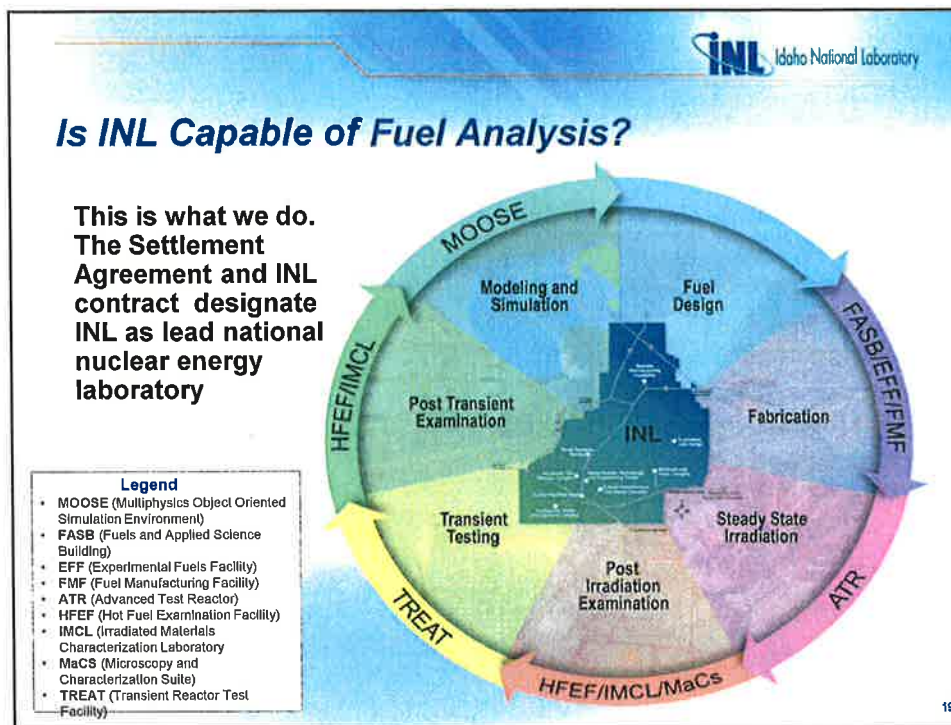 INL Idaho National Laboratory
Is INL Capable of Fuel Analysis?
This is what we do.
The Settlement
Agreement and INL
contract designate
INL as lead national
nuclear energy
laboratory
MOOSE
FASB/EFF/FMF
ATR
HFEF/IMCL/MaCs
TREAT
HFEF/IMCL
Modeling and
Simulation
Fuel
Design
Fabrication
Steady State
Irradiation
Post
Irradiation
Examination
Transient
Testing
Post Transient
Examination
INL
Legend
• MOOSE (Multiphysics Object Oriented
Simulation Environment)
• FASB (Fuels and Applied Science
Building)
• EFF (Experimental Fuels Facility)
• FMF (Fuel Manufacturing Facility)
• ATR (Advanced Test Reactor)
• HFEF (Hot Fuel Examination Facility)
• IMCL (Irradiated Materials
Characterization Laboratory
• MaCS (Microscopy and
Characterization Suite)
• TREAT (Transient Reactor Test
Facility)